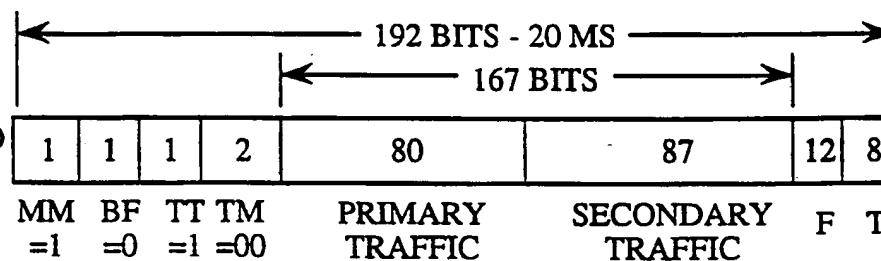 192 BITS - 20 MS
167 BITS
1 1 1 2 80 87 12 8
MM BF TT TM PRIMARY SECONDARY F T
=1 =0 =1 =00 TRAFFIC TRAFFIC